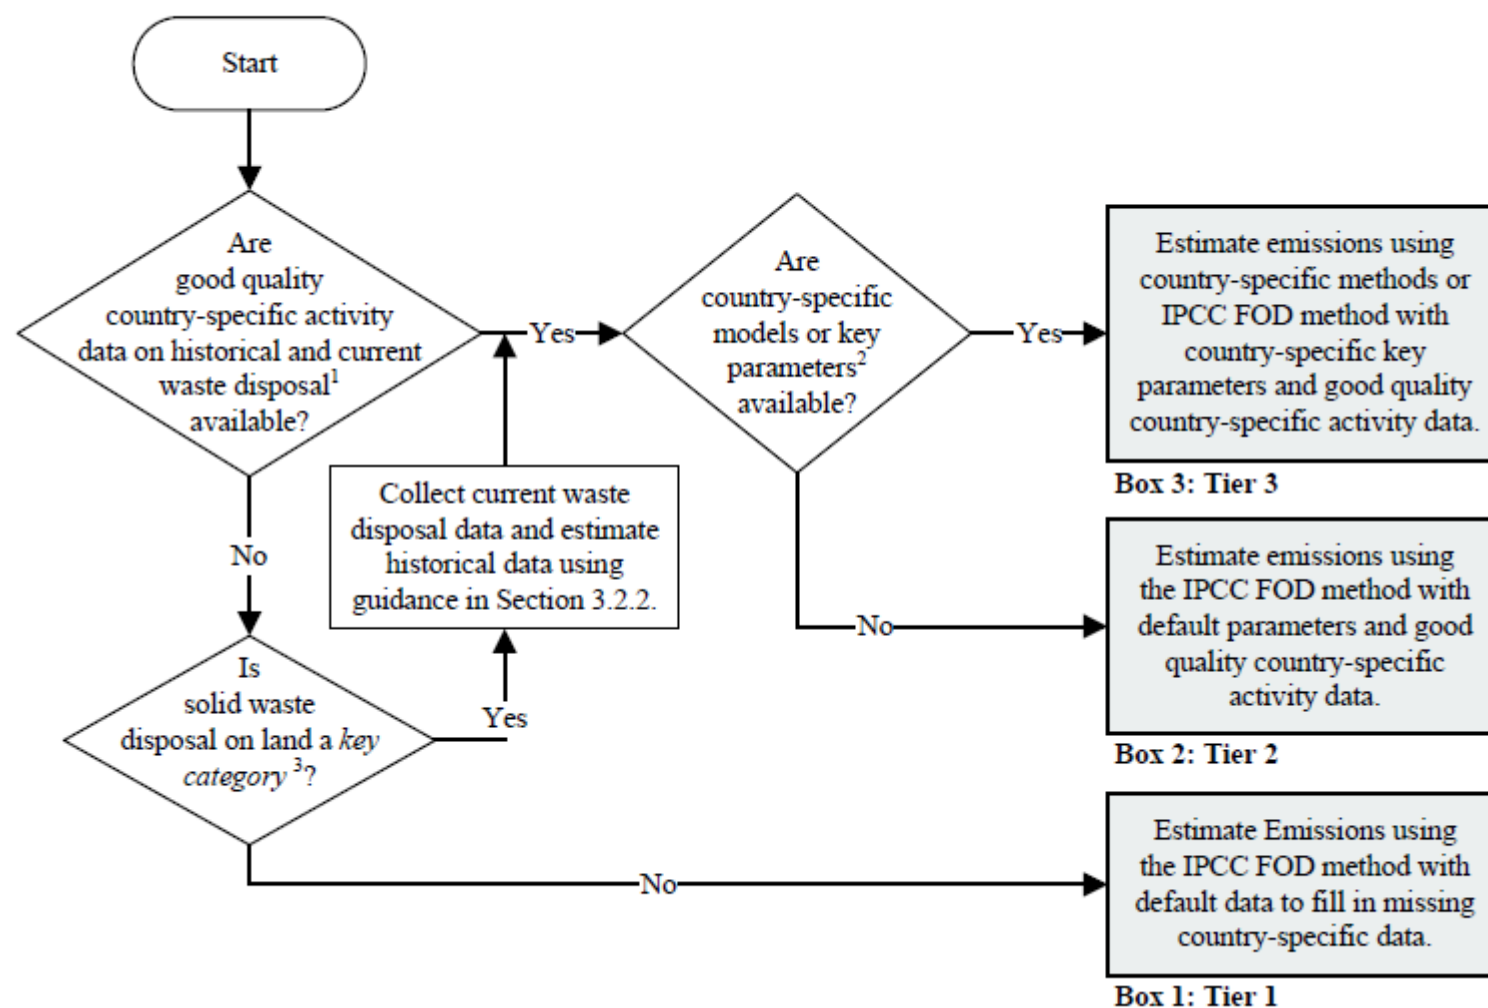 Start
Are
good quality
country-specific activity
data on historical and current
waste disposal¹
available?
Yes
Are
country-specific
models or key
parameters²
available?
Yes
Estimate emissions using
country-specific methods or
IPCC FOD method with
country-specific key
parameters and good quality
country-specific activity data.
Box 3: Tier 3
No
Collect current waste
disposal data and estimate
historical data using
guidance in Section 3.2.2.
No
Estimate emissions using
the IPCC FOD method with
default parameters and good
quality country-specific
activity data.
Box 2: Tier 2
Is
solid waste
disposal on land a key
category ³?
Yes
No
Estimate Emissions using
the IPCC FOD method with
default data to fill in missing
country-specific data.
Box 1: Tier 1